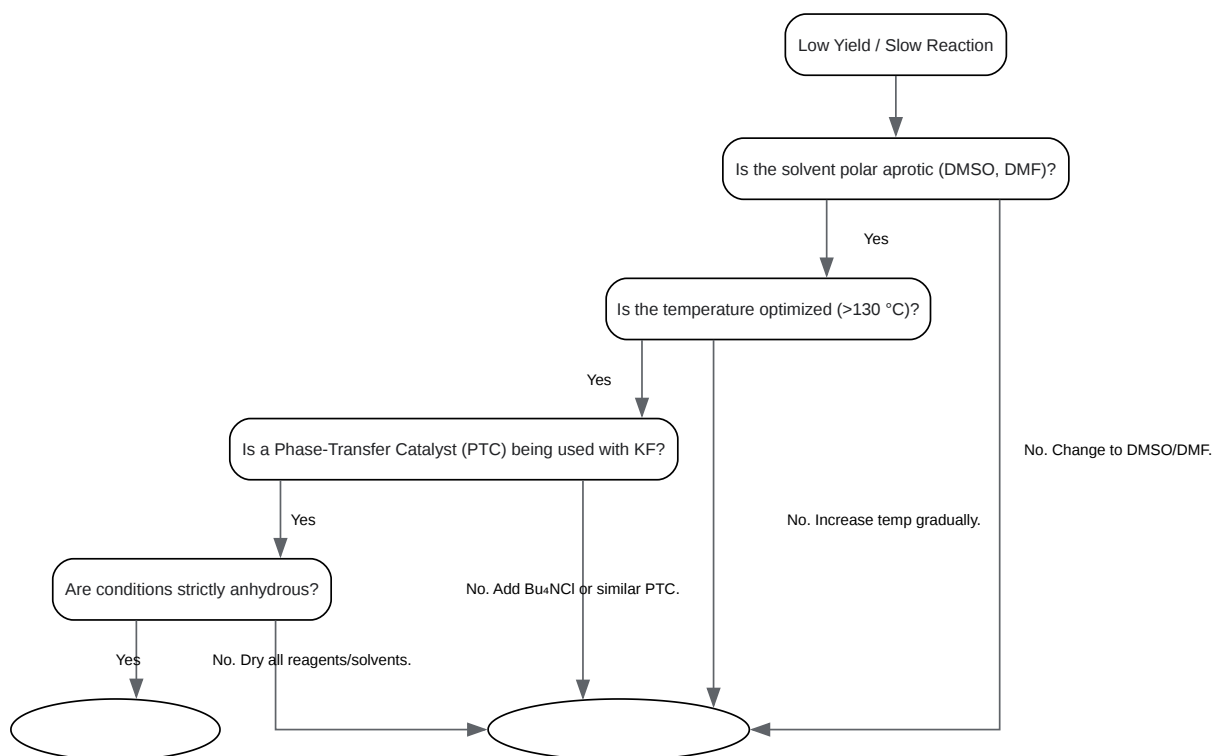 Low Yield / Slow Reaction
Is the solvent polar aprotic (DMSO, DMF)?
Yes
Is the temperature optimized (>130 °C)?
Yes
Is a Phase-Transfer Catalyst (PTC) being used with KF?
No. Change to DMSO/DMF.
Yes
No. Increase temp gradually.
Are conditions strictly anhydrous?
No. Add Bu₄NCl or similar PTC.
Yes
No. Dry all reagents/solvents.